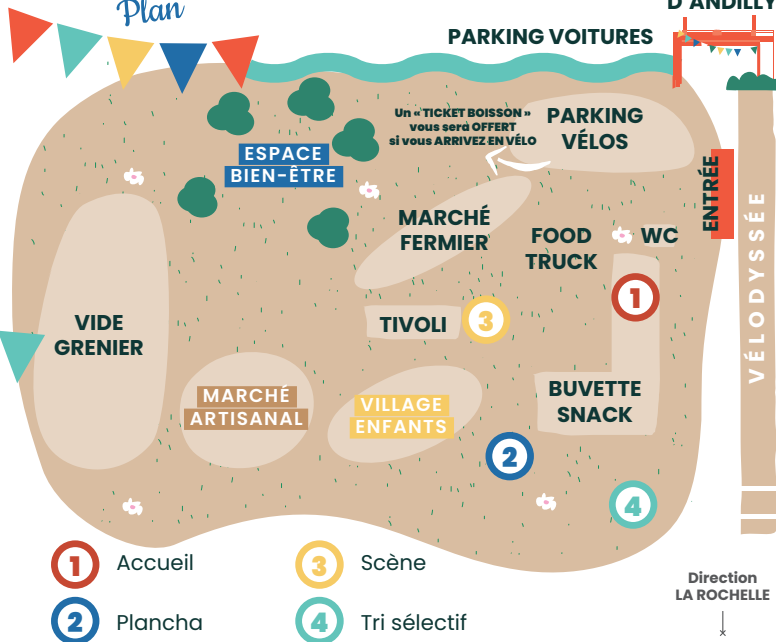 Plan
D'ANDILLY
PARKING VOITURES
Un « TICKET BOISSON »
vous sera OFFERT
si vous ARRIVEZ EN VÉLO
PARKING
VÉLOS
ESPACE
BIEN-ÊTRE
ENTRÉE
MARCHÉ
FERMIER
FOOD
TRUCK
WC
VÉLODYSSÉE
1
TIVOLI
3
VIDE
GRENIER
MARCHÉ
ARTISANAL
VILLAGE
ENFANTS
BUVETTE
SNACK
2
4
1 Accueil
3 Scène
2 Plancha
4 Tri sélectif
Direction
LA ROCHELLE